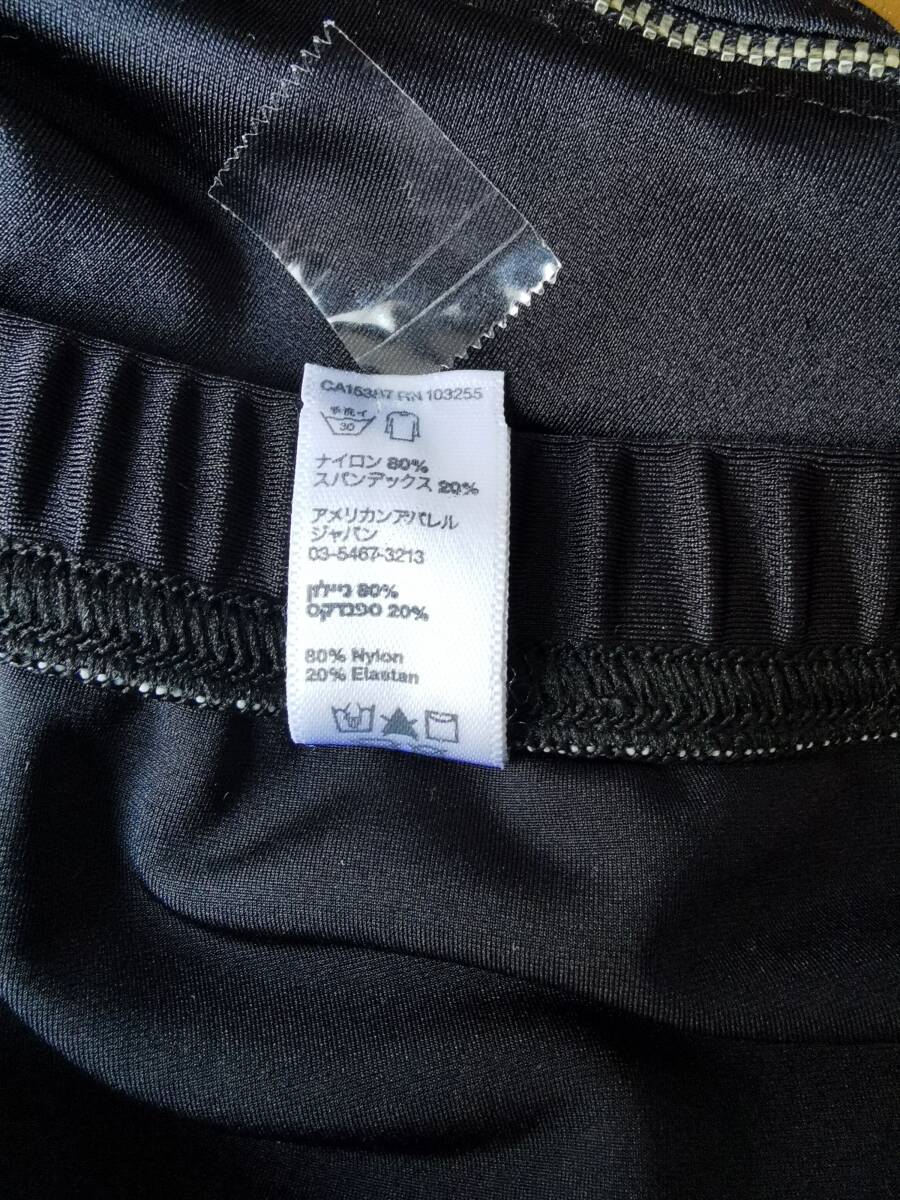 CA15387 RN 103255
手洗イ
30
ナイロン 80%
スパンデックス 20%
アメリカンアパレル
ジャパン
03-5467-3213
ניילון 80%
ספנדקס 20%
80% Nylon
20% Elastan